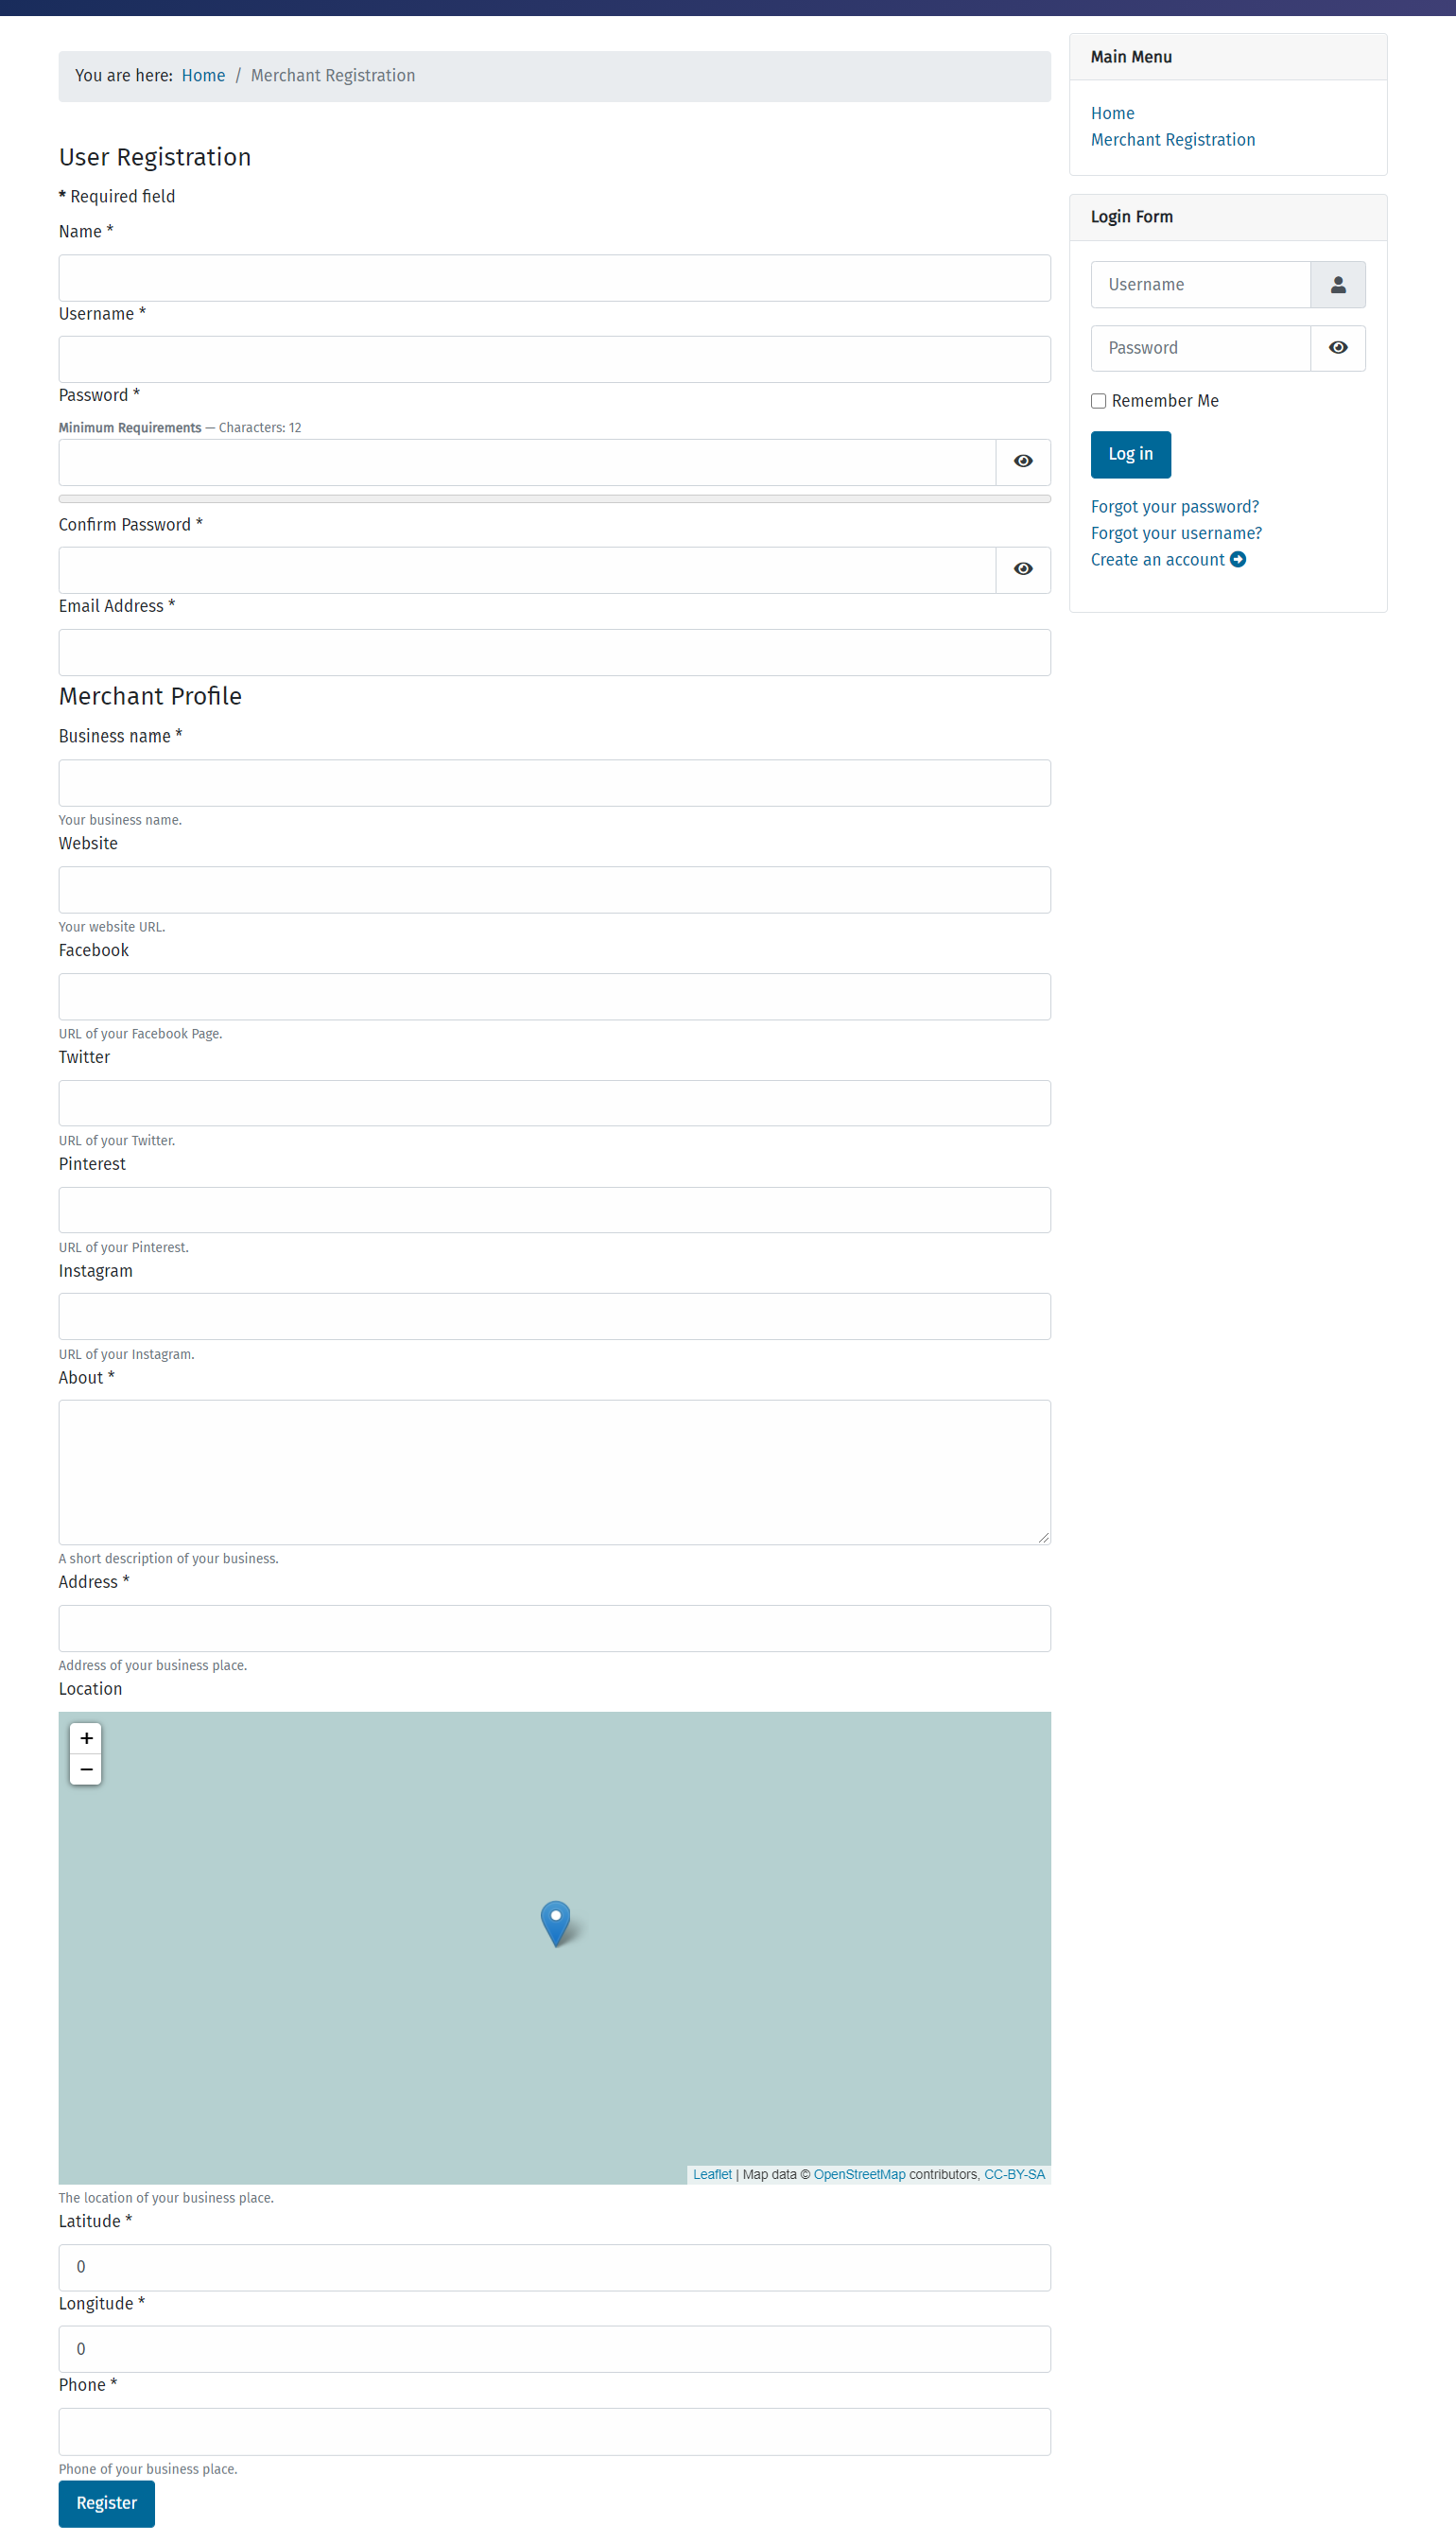 You are here: Home / Merchant Registration
User Registration
* Required field
Name *
Username *
Password *
Minimum Requirements — Characters: 12
Confirm Password *
Email Address *
Merchant Profile
Business name *
Your business name.
Website
Your website URL.
Facebook
URL of your Facebook Page.
Twitter
URL of your Twitter.
Pinterest
URL of your Pinterest.
Instagram
URL of your Instagram.
About *
A short description of your business.
Address *
Address of your business place.
Location
+
−
Leaflet | Map data © OpenStreetMap contributors, CC-BY-SA
The location of your business place.
Latitude *
0
Longitude *
0
Phone *
Phone of your business place.
Register
Main Menu
Home
Merchant Registration
Login Form
Username
Password
Remember Me
Log in
Forgot your password?
Forgot your username?
Create an account